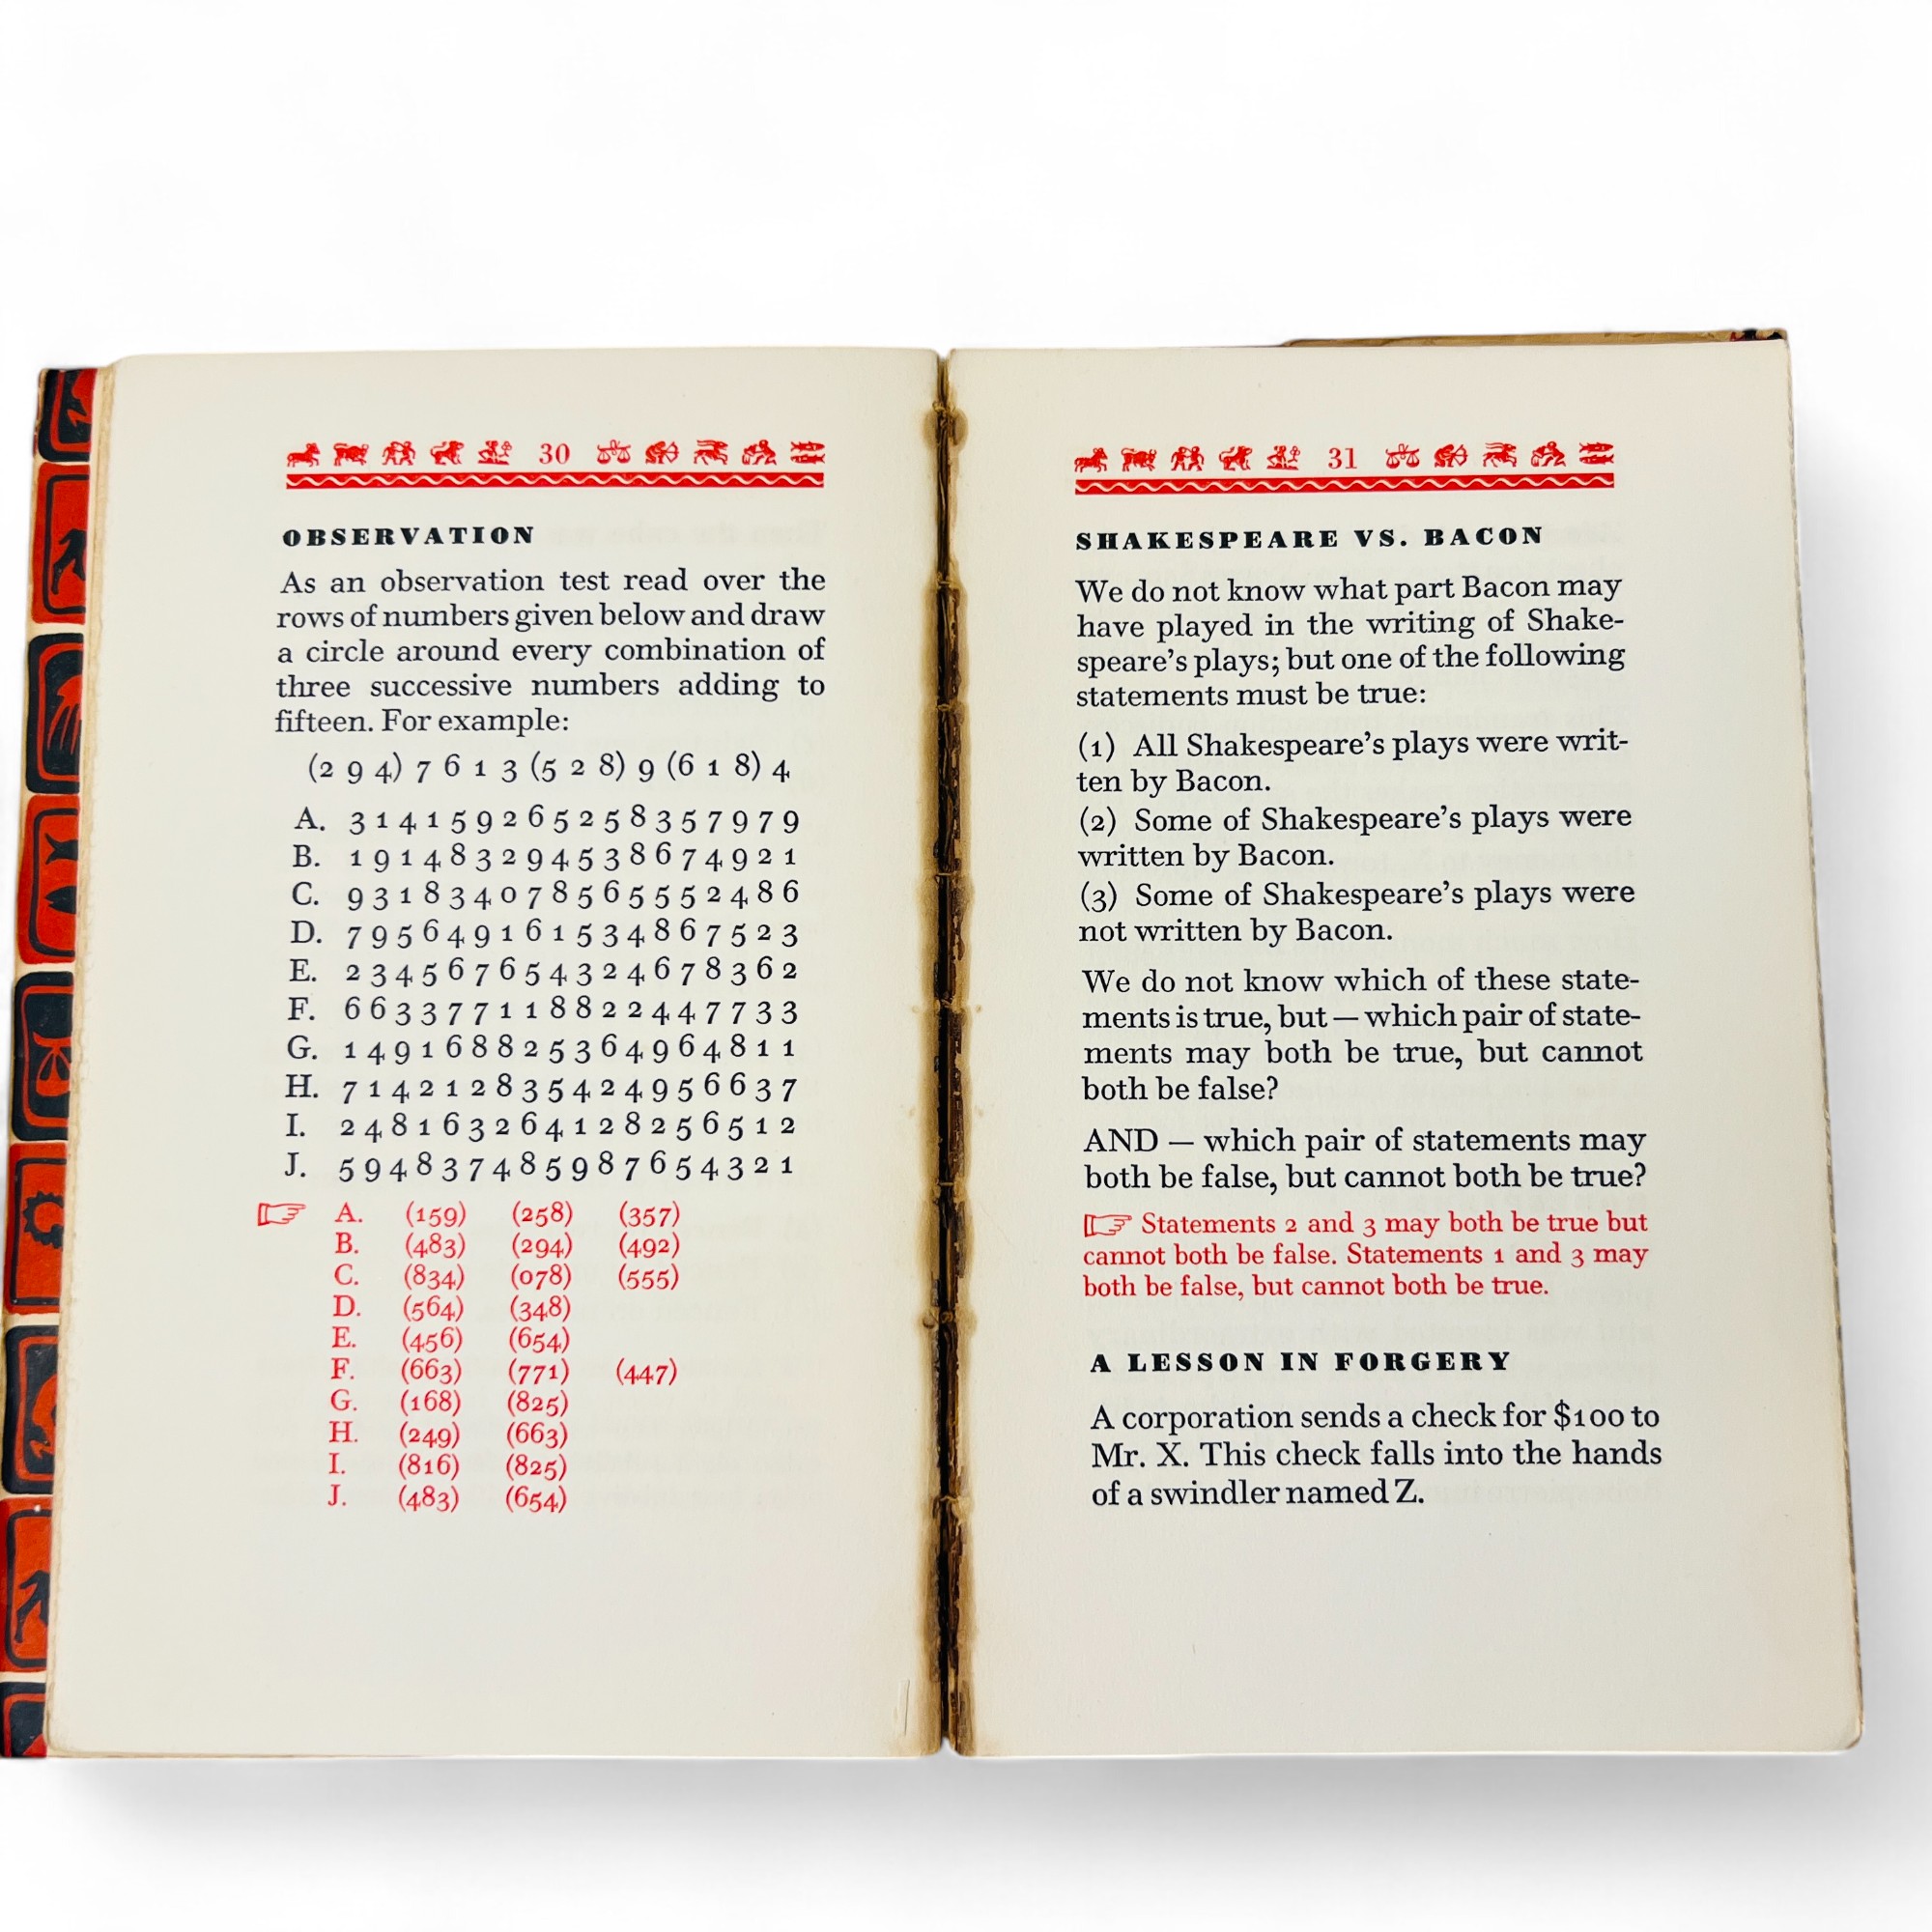 30
OBSERVATION
As an observation test read over the
rows of numbers given below and draw
a circle around every combination of
three successive numbers adding to
fifteen. For example:
(2 9 4) 7 6 1 3 (5 2 8) 9 (6 1 8) 4
A. 3 1 4 1 5 9 2 6 5 2 5 8 3 5 7 9 7 9
B. 1 9 1 4 8 3 2 9 4 5 3 8 6 7 4 9 2 1
C. 9 3 1 8 3 4 0 7 8 5 6 5 5 5 2 4 8 6
D. 7 9 5 6 4 9 1 6 1 5 3 4 8 6 7 5 2 3
E. 2 3 4 5 6 7 6 5 4 3 2 4 6 7 8 3 6 2
F. 6 6 3 3 7 7 1 1 8 8 2 2 4 4 7 7 3 3
G. 1 4 9 1 6 8 8 2 5 3 6 4 9 6 4 8 1 1
H. 7 1 4 2 1 2 8 3 5 4 2 4 9 5 6 6 3 7
I. 2 4 8 1 6 3 2 6 4 1 2 8 2 5 6 5 1 2
J. 5 9 4 8 3 7 4 8 5 9 8 7 6 5 4 3 2 1
A. (159) (258) (357)
B. (483) (294) (492)
C. (834) (078) (555)
D. (564) (348)
E. (456) (654)
F. (663) (771) (447)
G. (168) (825)
H. (249) (663)
I. (816) (825)
J. (483) (654)
31
SHAKESPEARE VS. BACON
We do not know what part Bacon may
have played in the writing of Shake-
speare's plays; but one of the following
statements must be true:
(1) All Shakespeare's plays were writ-
ten by Bacon.
(2) Some of Shakespeare's plays were
written by Bacon.
(3) Some of Shakespeare's plays were
not written by Bacon.
We do not know which of these state-
ments is true, but — which pair of state-
ments may both be true, but cannot
both be false?
AND — which pair of statements may
both be false, but cannot both be true?
Statements 2 and 3 may both be true but
cannot both be false. Statements 1 and 3 may
both be false, but cannot both be true.
A LESSON IN FORGERY
A corporation sends a check for $100 to
Mr. X. This check falls into the hands
of a swindler named Z.